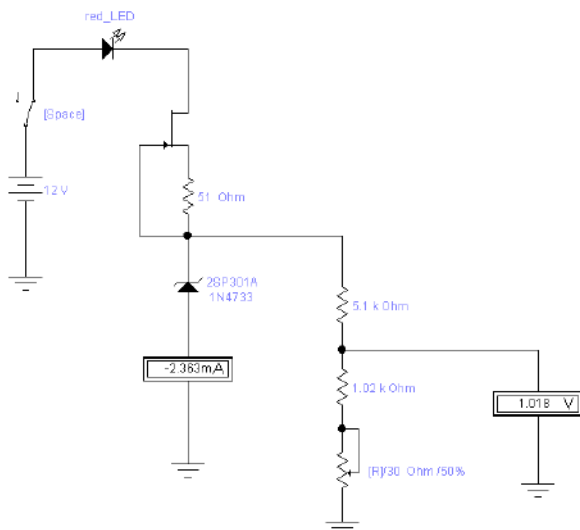 red_LED
[Space]
12 V
51 Ohm
2SP301A
1N4733
5.1 k Ohm
-2.363mA
1.02 k Ohm
1.018 V
[R]/30 Ohm /50%